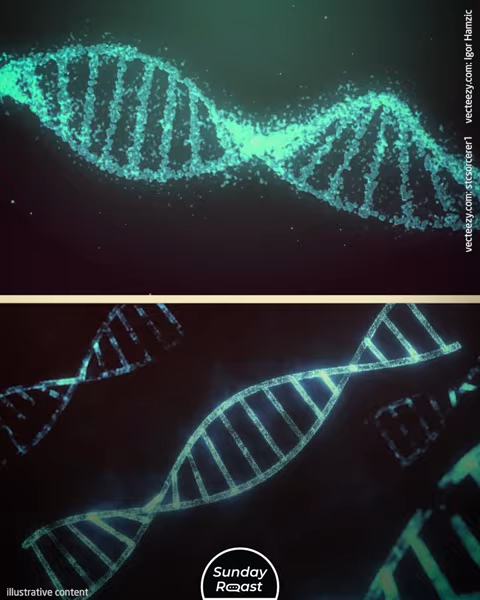 vecteezy.com: Igor Hamzic
vecteezy.com: stcsorcerer1
Sunday
Roast
illustrative content